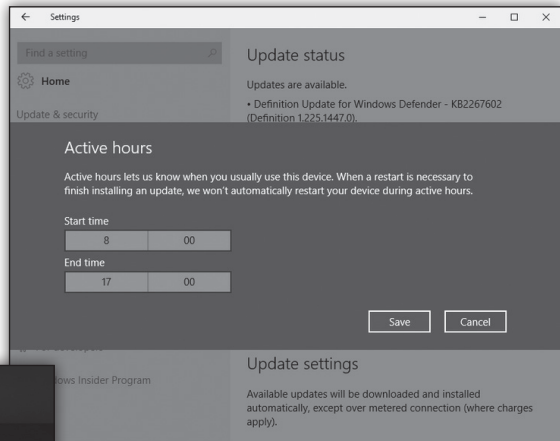 Settings
Find a setting
Home
Update & security
Update status
Updates are available.
• Definition Update for Windows Defender - KB2267602
(Definition 1.225.1447.0).
Active hours
Active hours lets us know when you usually use this device. When a restart is necessary to
finish installing an update, we won't automatically restart your device during active hours.
Start time
8 00
End time
17 00
Save Cancel
Insider Program
Update settings
Available updates will be downloaded and installed
automatically, except over metered connection (where charges
apply).